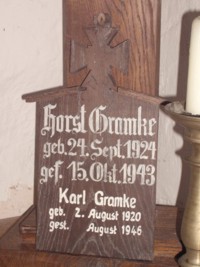 Horst Gramke
geb. 24. Sept. 1924
gef. 15. Okt. 1943
Karl Gramke
geb. 2. August 1920
gest. August 1946